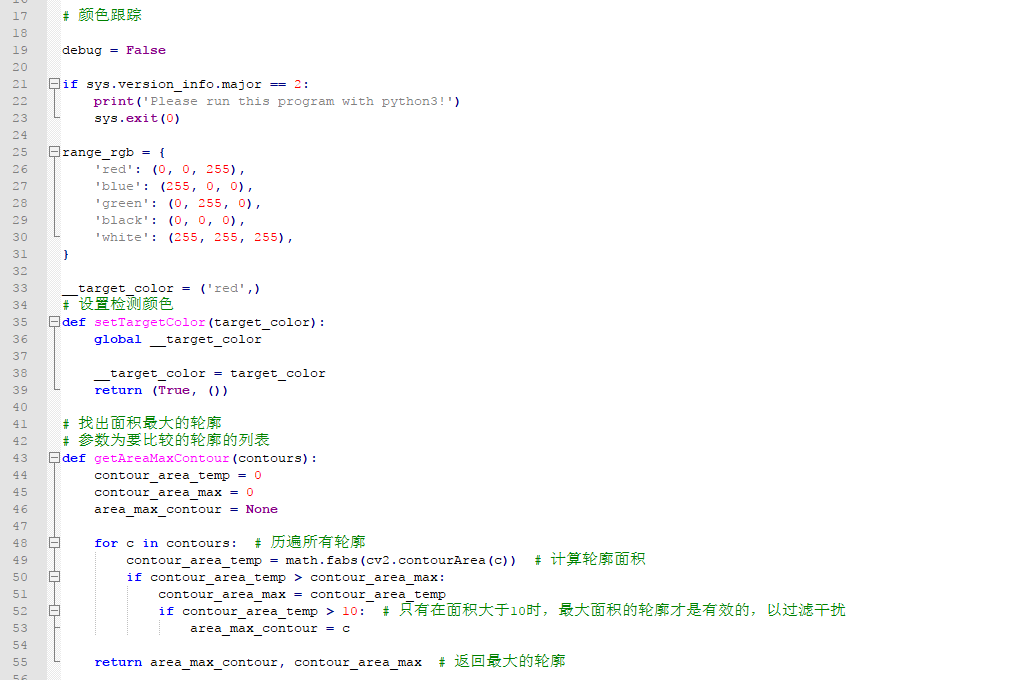 17 # 颜色跟踪
18
19 debug = False
20
21 if sys.version_info.major == 2:
22     print('Please run this program with python3!')
23     sys.exit(0)
24
25 range_rgb = {
26     'red': (0, 0, 255),
27     'blue': (255, 0, 0),
28     'green': (0, 255, 0),
29     'black': (0, 0, 0),
30     'white': (255, 255, 255),
31 }
32
33 __target_color = ('red',)
34 # 设置检测颜色
35 def setTargetColor(target_color):
36     global __target_color
37
38     __target_color = target_color
39     return (True, ())
40
41 # 找出面积最大的轮廓
42 # 参数为要比较的轮廓的列表
43 def getAreaMaxContour(contours):
44     contour_area_temp = 0
45     contour_area_max = 0
46     area_max_contour = None
47
48     for c in contours:  # 历遍所有轮廓
49         contour_area_temp = math.fabs(cv2.contourArea(c))  # 计算轮廓面积
50         if contour_area_temp > contour_area_max:
51             contour_area_max = contour_area_temp
52             if contour_area_temp > 10:  # 只有在面积大于10时，最大面积的轮廓才是有效的，以过滤干扰
53                 area_max_contour = c
54
55     return area_max_contour, contour_area_max  # 返回最大的轮廓